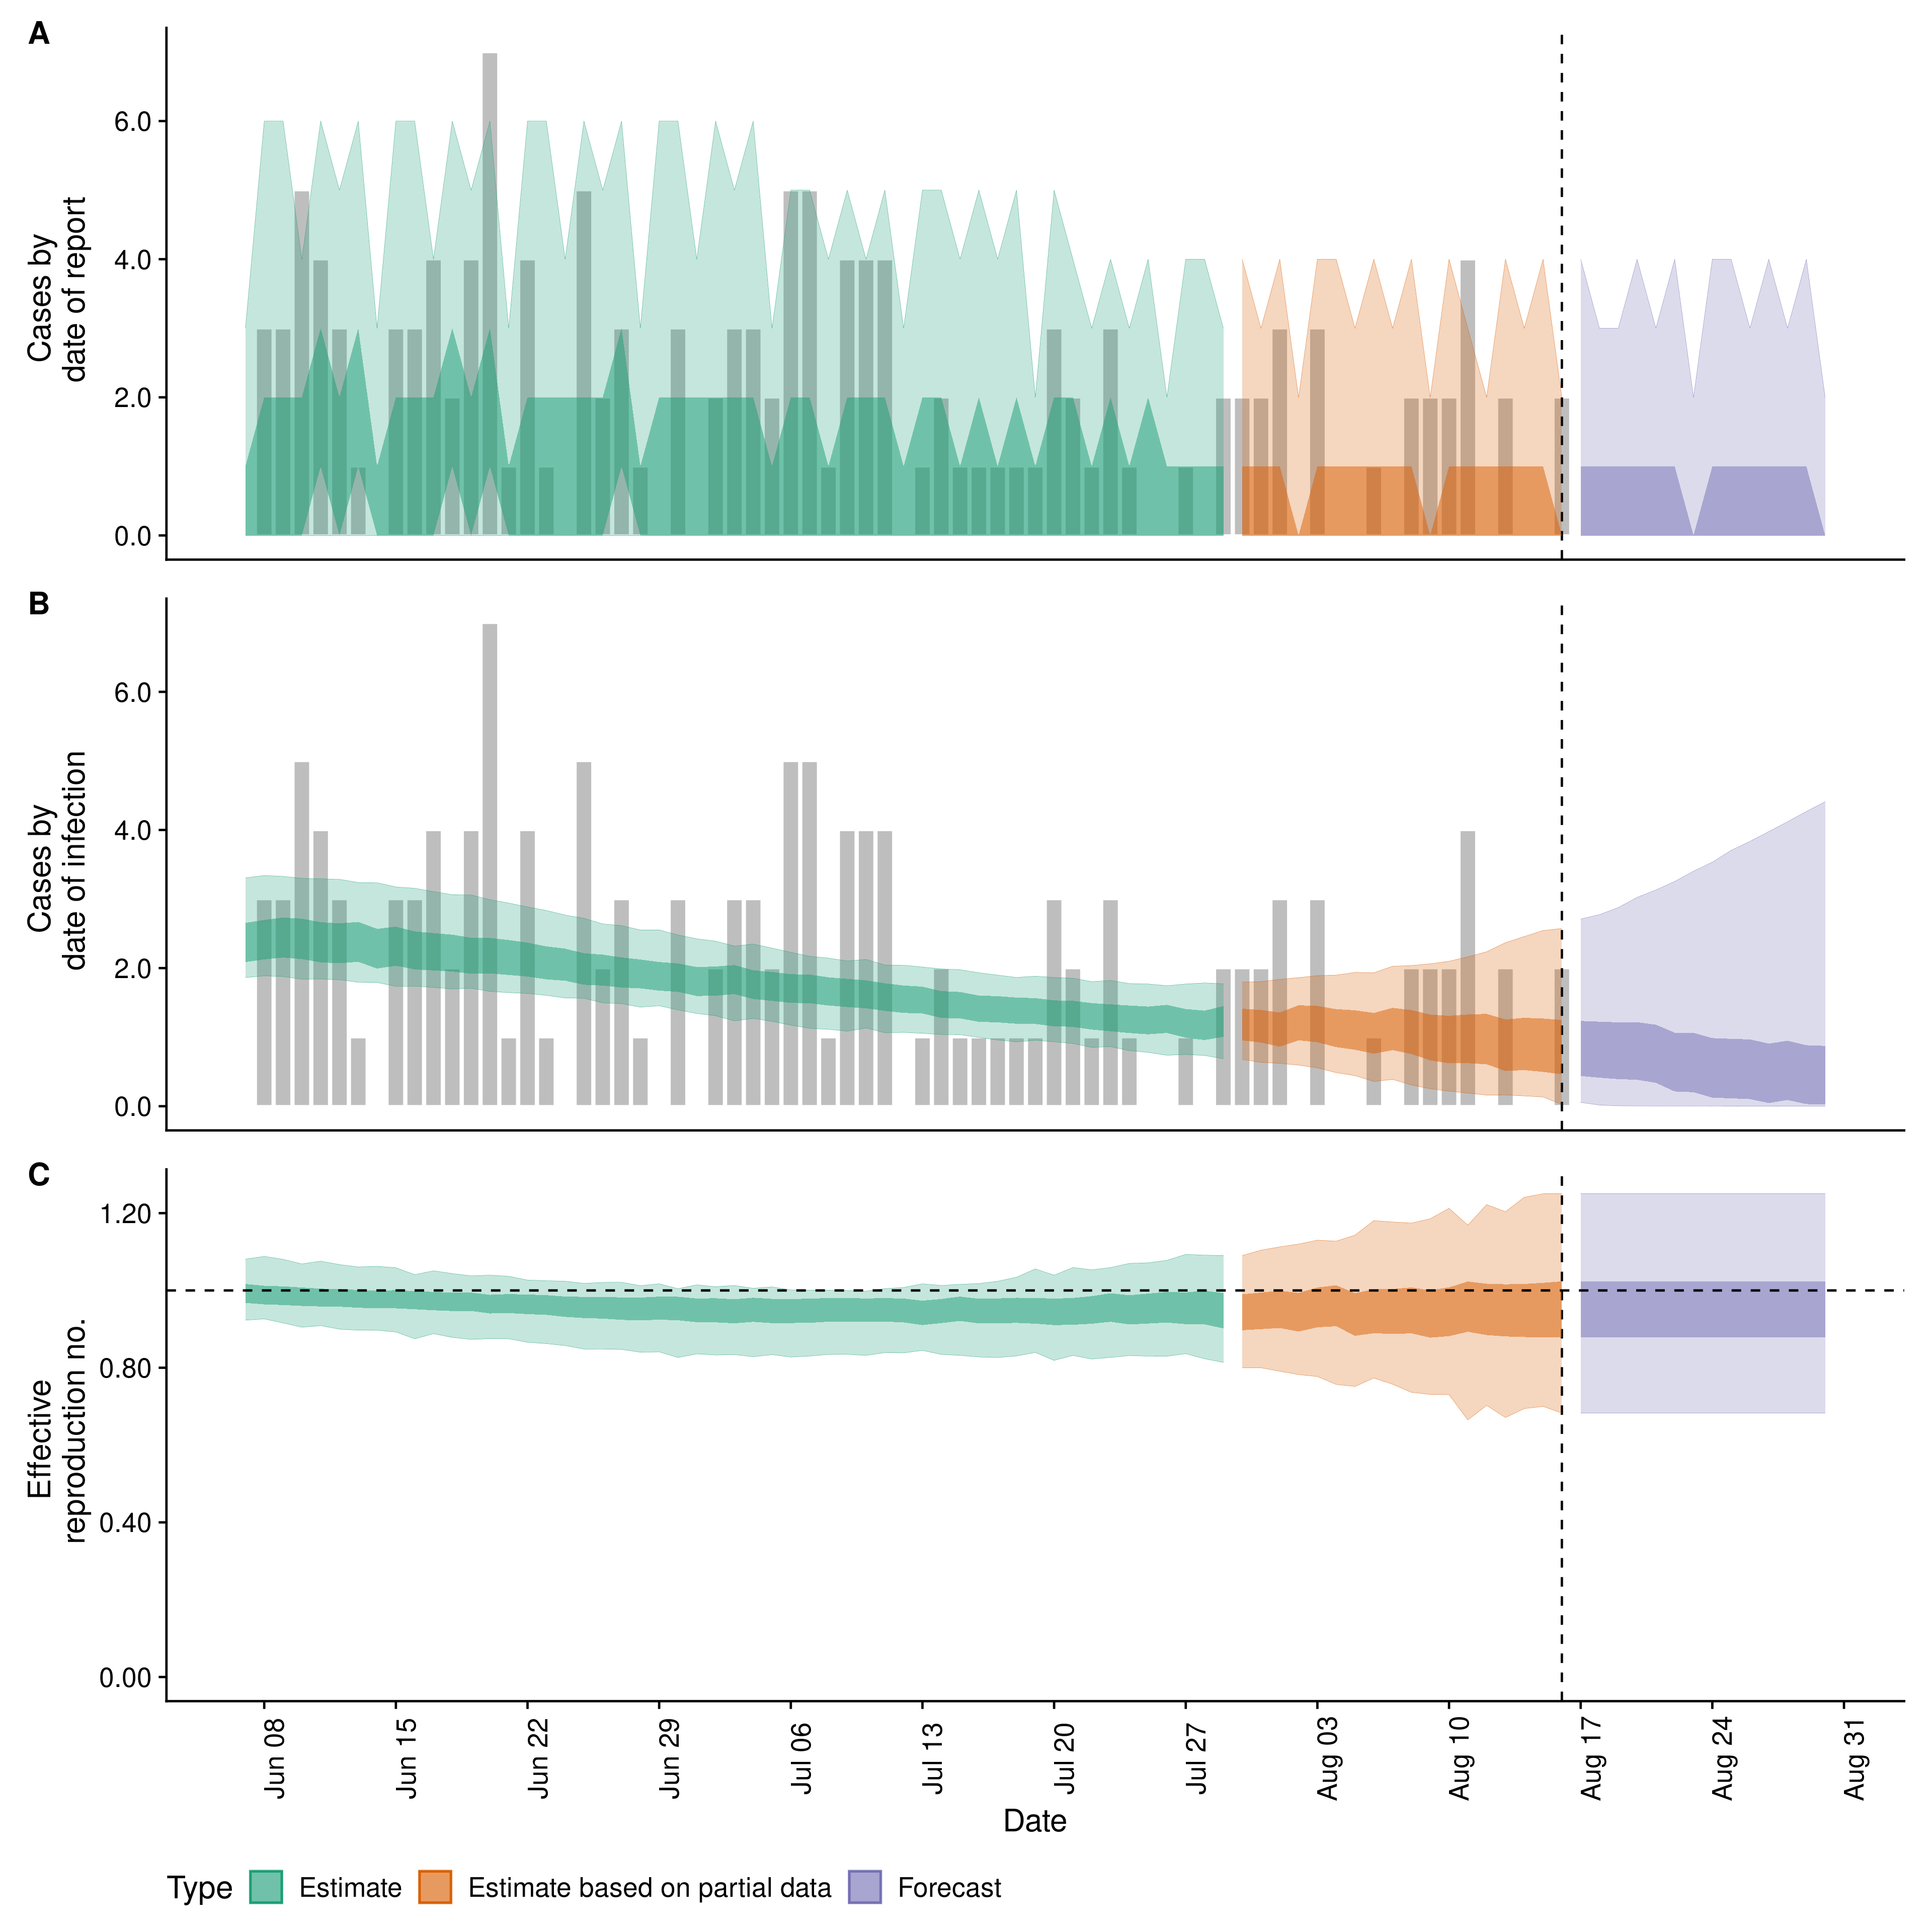 A
Cases by
date of report
6.0
4.0
2.0
0.0
B
Cases by
date of infection
6.0
4.0
2.0
0.0
C
Effective
reproduction no.
1.20
0.80
0.40
0.00
Jun 08
Jun 15
Jun 22
Jun 29
Jul 06
Jul 13
Jul 20
Jul 27
Aug 03
Aug 10
Aug 17
Aug 24
Aug 31
Date
Type
Estimate
Estimate based on partial data
Forecast